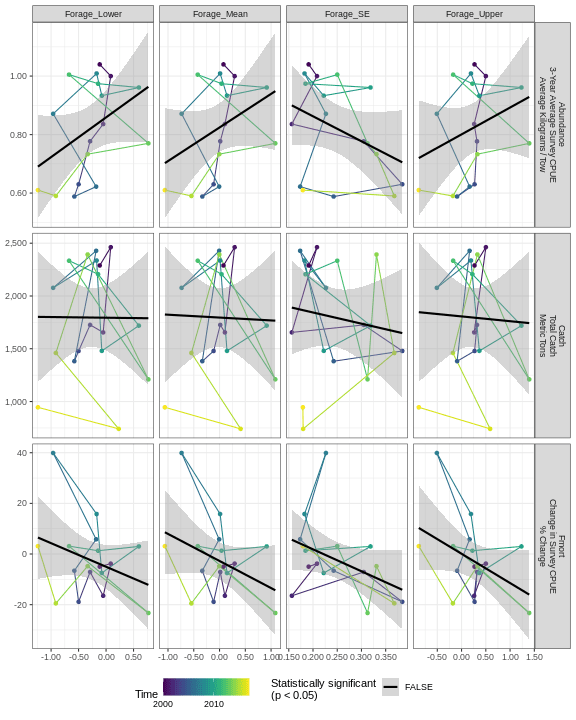 Forage_Lower Forage_Mean Forage_SE Forage_Upper
1.00
0.80
0.60
Abundance
3-Year Average Survey CPUE
Average Kilograms / Tow
2,500
2,000
1,500
1,000
Catch
Total Catch
Metric Tons
40
20
0
-20
Fmort
Change in Survey CPUE
% Change
-1.00 -0.50 0.00 0.50 -1.00 -0.50 0.00 0.50 1.00 0.150 0.200 0.250 0.300 0.350 -0.50 0.00 0.50 1.00 1.50
Time
2000 2010
Statistically significant
(p < 0.05)
FALSE